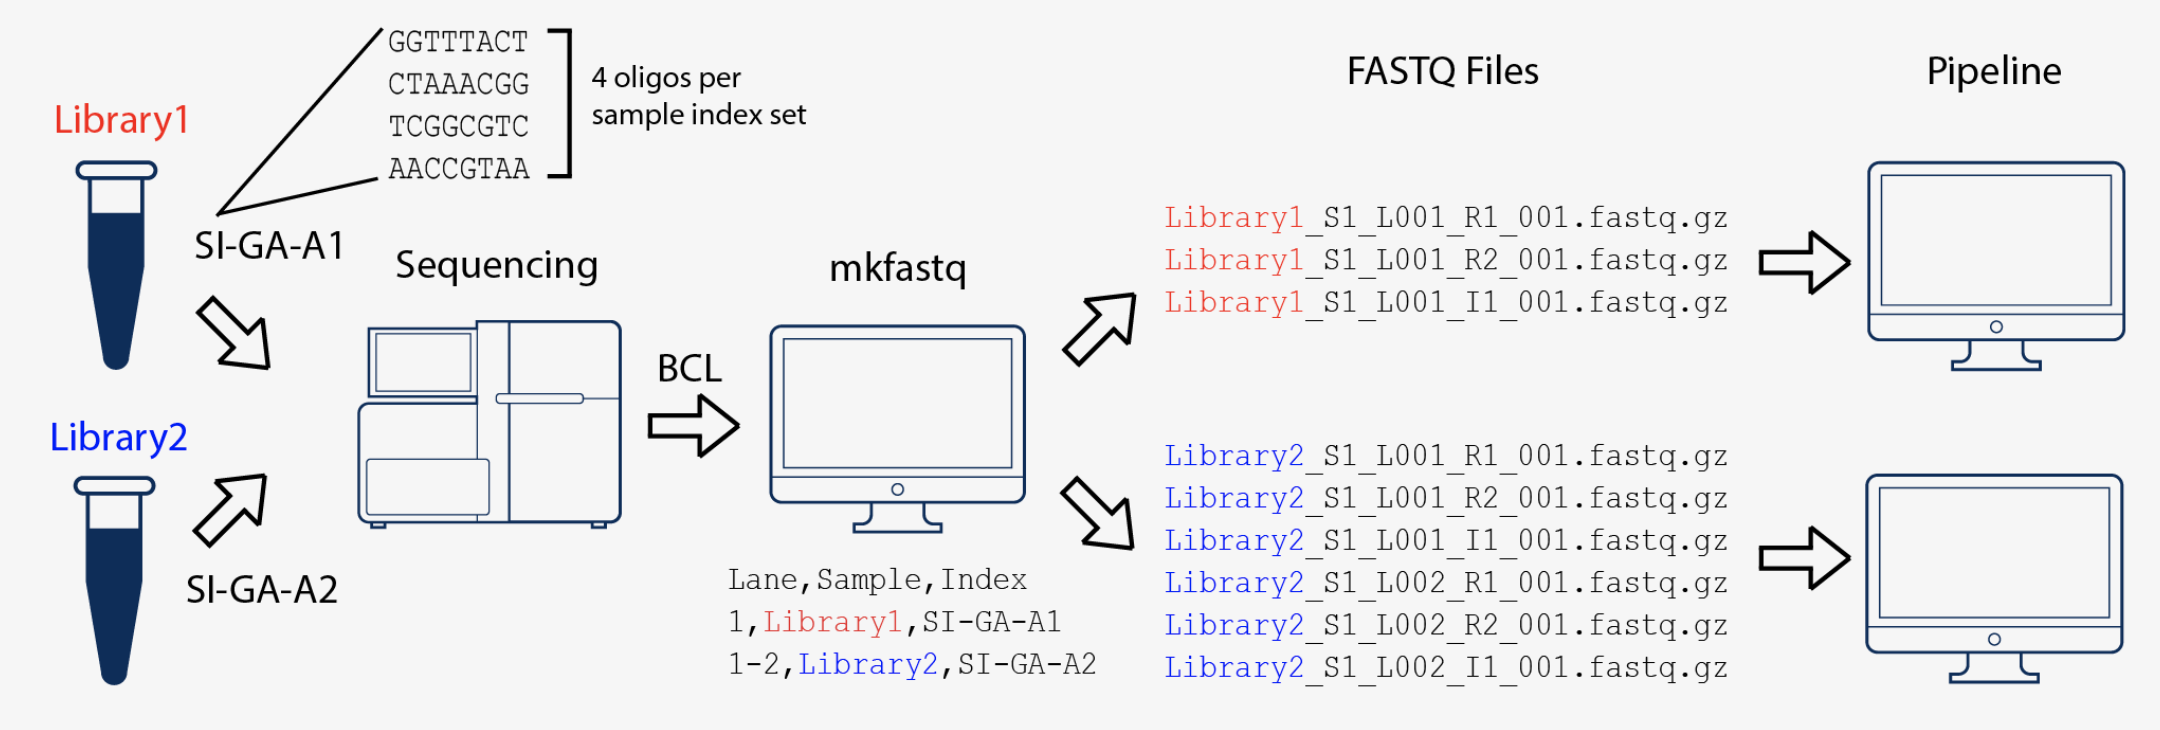 GGTTTACT
CTAAACGG
TCGGCGTC
AACCGTAA
4 oligos per
sample index set
Library1
SI-GA-A1
Library2
SI-GA-A2
Sequencing
BCL
mkfastq
Lane,Sample,Index
1,Library1,SI-GA-A1
1-2,Library2,SI-GA-A2
FASTQ Files
Library1_S1_L001_R1_001.fastq.gz
Library1_S1_L001_R2_001.fastq.gz
Library1_S1_L001_I1_001.fastq.gz
Library2_S1_L001_R1_001.fastq.gz
Library2_S1_L001_R2_001.fastq.gz
Library2_S1_L001_I1_001.fastq.gz
Library2_S1_L002_R1_001.fastq.gz
Library2_S1_L002_R2_001.fastq.gz
Library2_S1_L002_I1_001.fastq.gz
Pipeline